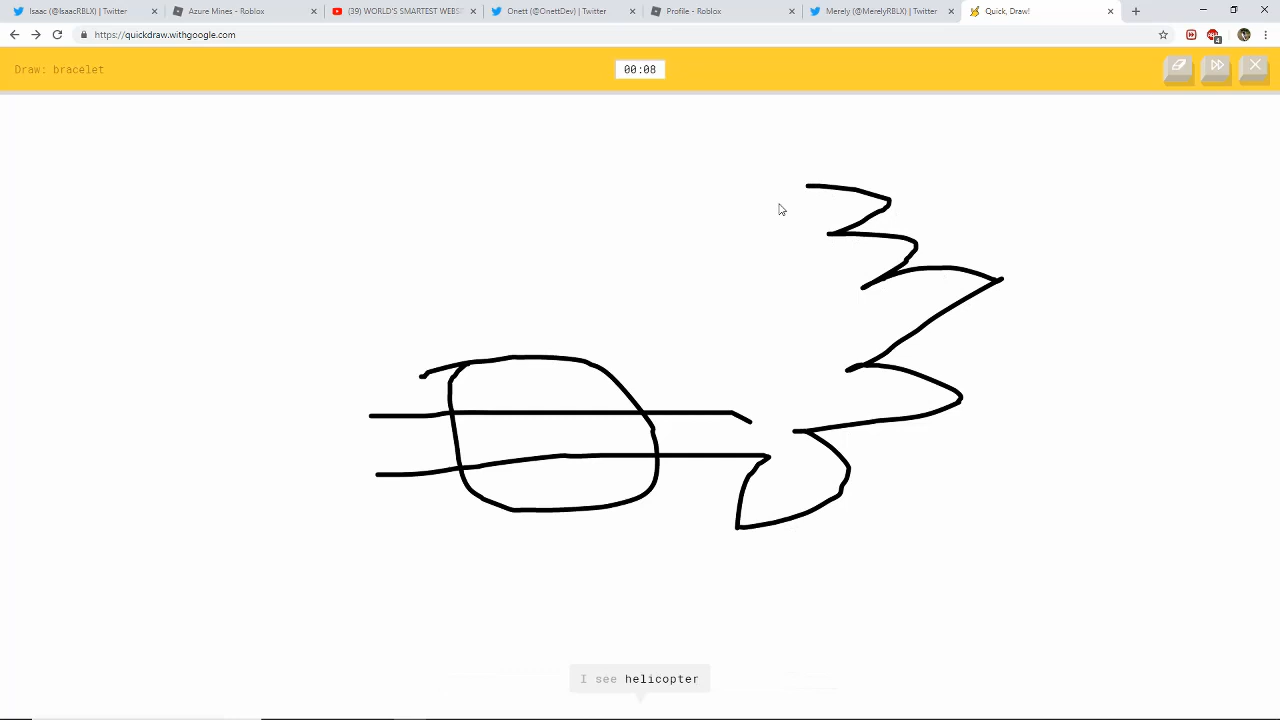 Isaac (@IsaacRBLX) | Twitter
Azure Mines - Roblox
(39) WORLD'S SMARTEST WEBSI
Onett (@OnettDev) | Twitter
Profile - Roblox
Merely (@MerelyRBLX) | Twitter
Quick, Draw!
https://quickdraw.withgoogle.com
Draw: bracelet
00:08
I see helicopter